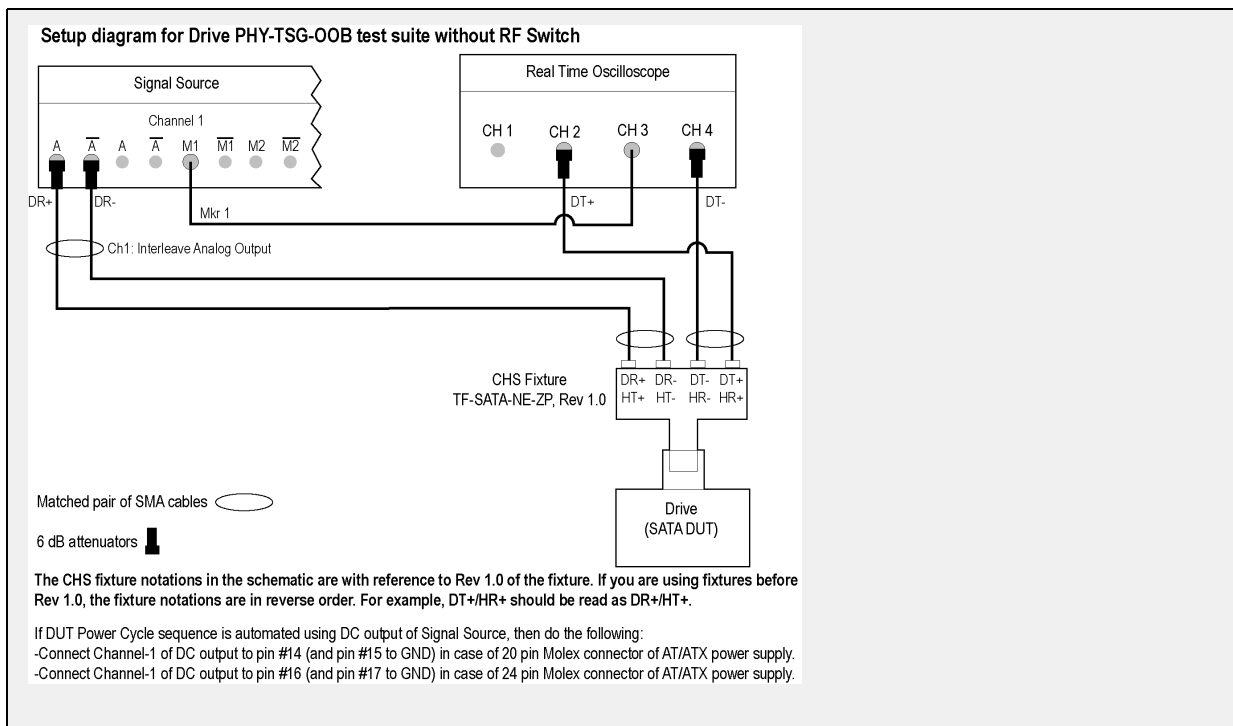 Setup diagram for Drive PHY-TSG-OOB test suite without RF Switch
Signal Source
Real Time Oscilloscope
Channel 1
A A̅ A A̅ M1 M̅1̅ M2 M̅2̅
CH 1 CH 2 CH 3 CH 4
DR+ DR-
Mkr 1
DT+ DT-
Ch1: Interleave Analog Output
CHS Fixture
TF-SATA-NE-ZP, Rev 1.0
DR+ DR- DT- DT+
HT+ HT- HR- HR+
Matched pair of SMA cables
Drive
(SATA DUT)
6 dB attenuators
The CHS fixture notations in the schematic are with reference to Rev 1.0 of the fixture. If you are using fixtures before
Rev 1.0, the fixture notations are in reverse order. For example, DT+/HR+ should be read as DR+/HT+.
If DUT Power Cycle sequence is automated using DC output of Signal Source, then do the following:
-Connect Channel-1 of DC output to pin #14 (and pin #15 to GND) in case of 20 pin Molex connector of AT/ATX power supply.
-Connect Channel-1 of DC output to pin #16 (and pin #17 to GND) in case of 24 pin Molex connector of AT/ATX power supply.